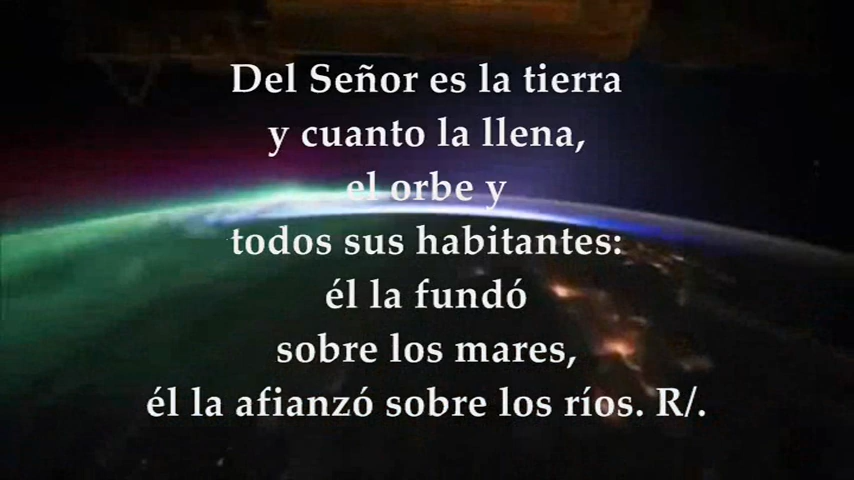 Del Señor es la tierra
y cuanto la llena,
el orbe y
todos sus habitantes:
él la fundó
sobre los mares,
él la afianzó sobre los ríos. R/.